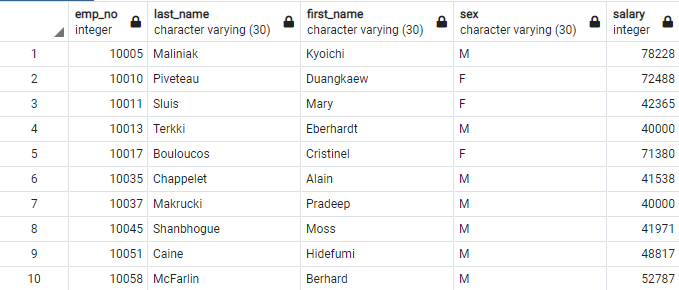 emp_no last_name first_name sex salary
integer character varying (30) character varying (30) character varying (30) integer
1 10005 Maliniak Kyoichi M 78228
2 10010 Piveteau Duangkaew F 72488
3 10011 Sluis Mary F 42365
4 10013 Terkki Eberhardt M 40000
5 10017 Bouloucos Cristinel F 71380
6 10035 Chappelet Alain M 41538
7 10037 Makrucki Pradeep M 40000
8 10045 Shanbhogue Moss M 41971
9 10051 Caine Hidefumi M 48817
10 10058 McFarlin Berhard M 52787